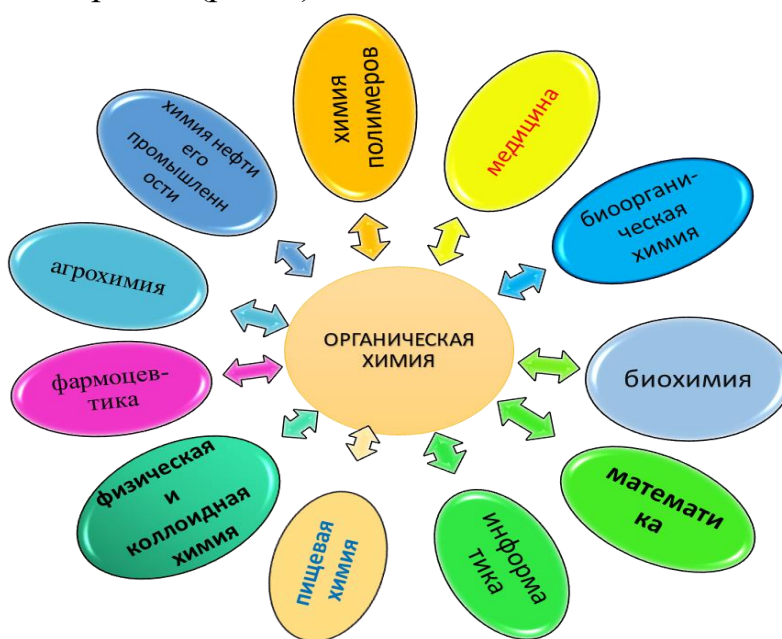 химия
полимеров
медицина
биоорани-
ческая
химия
биохимия
математи
ка
информа
тика
пищевая
химия
физическая
и
коллоидная
химия
фармоцев-
тика
агрохимия
химия нефти
его
промышленн
ости
ОРГАНИЧЕСКАЯ
ХИМИЯ